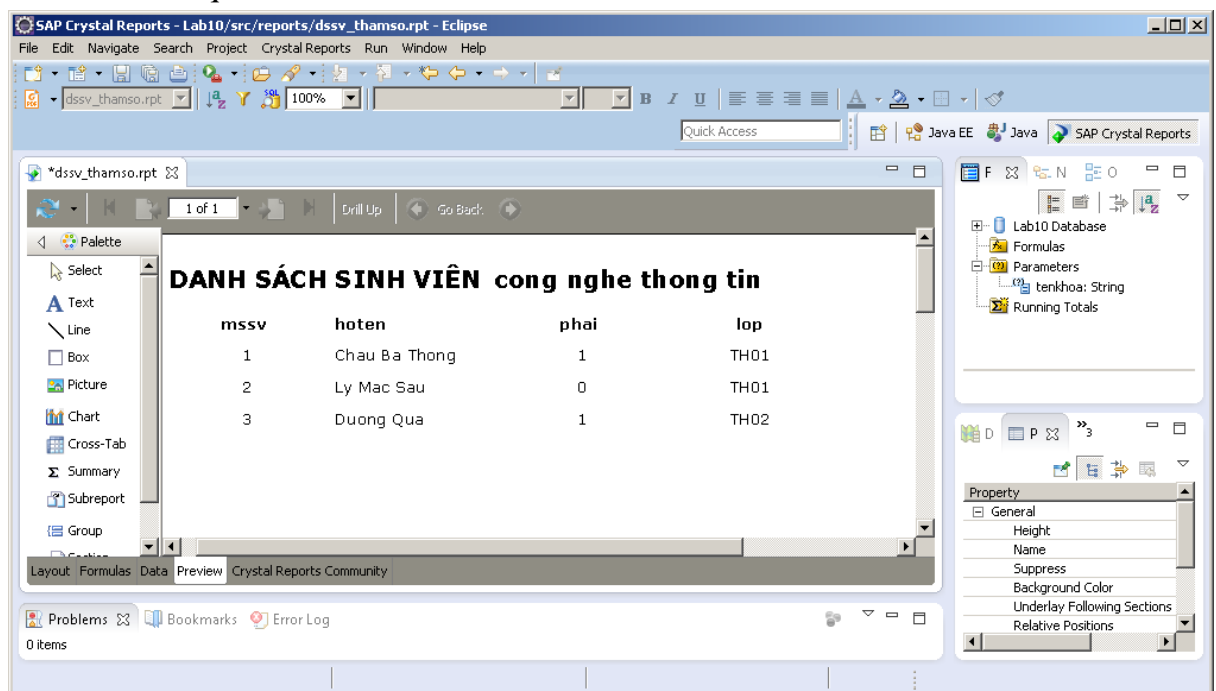 SAP Crystal Reports - Lab10/src/reports/dssv_thamso.rpt - Eclipse
File Edit Navigate Search Project Crystal Reports Run Window Help
dssv_thamso.rpt 100% B I U A
Quick Access Java EE Java SAP Crystal Reports
*dssv_thamso.rpt
1 of 1 Drill Up Go Back
Palette
Select
Text
Line
Box
Picture
Chart
Cross-Tab
Summary
Subreport
Group
DANH SÁCH SINH VIÊN cong nghe thong tin
mssv hoten phai lop
1 Chau Ba Thong 1 TH01
2 Ly Mac Sau 0 TH01
3 Duong Qua 1 TH02
Layout Formulas Data Preview Crystal Reports Community
Problems Bookmarks Error Log
0 items
F N O
Lab10 Database
Formulas
Parameters
tenkhoa: String
Running Totals
D P »3
Property
General
Height
Name
Suppress
Background Color
Underlay Following Sections
Relative Positions